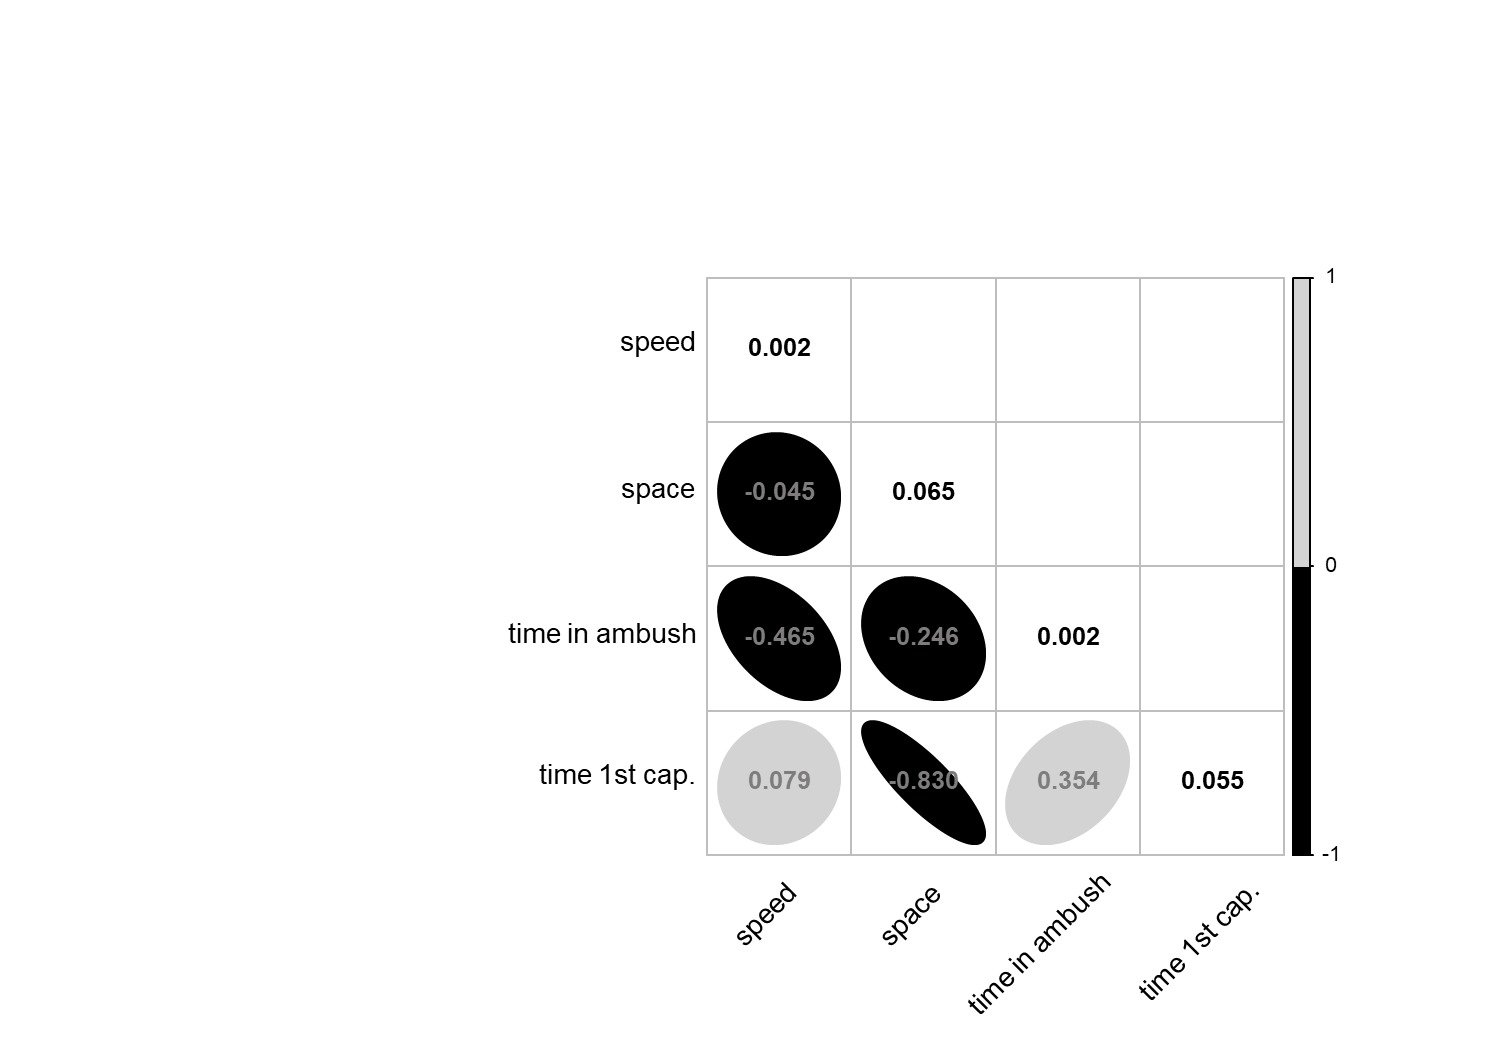 1
speed 0.002
space -0.045 0.065
0
time in ambush -0.465 -0.246 0.002
time 1st cap. 0.079 -0.830 0.354 0.055
-1
speed space time in ambush time 1st cap.